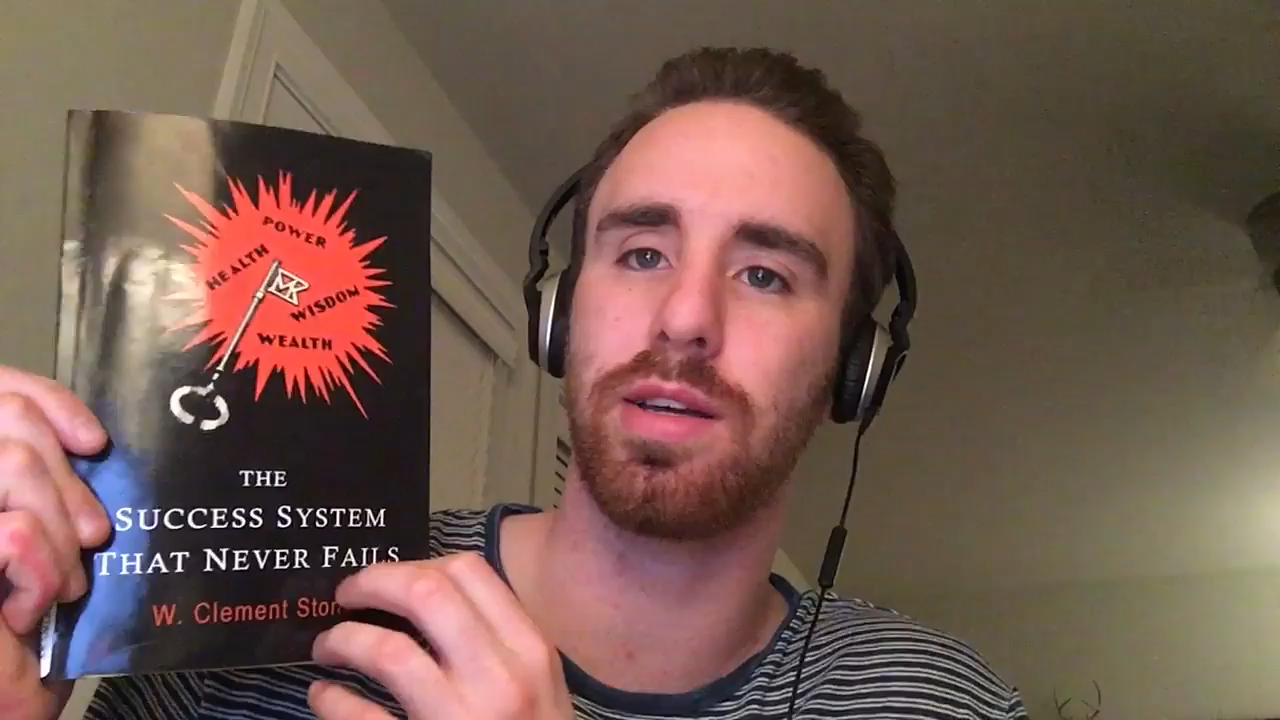 POWER
HEALTH
WISDOM
WEALTH
THE
SUCCESS SYSTEM
THAT NEVER FAILS
W. Clement